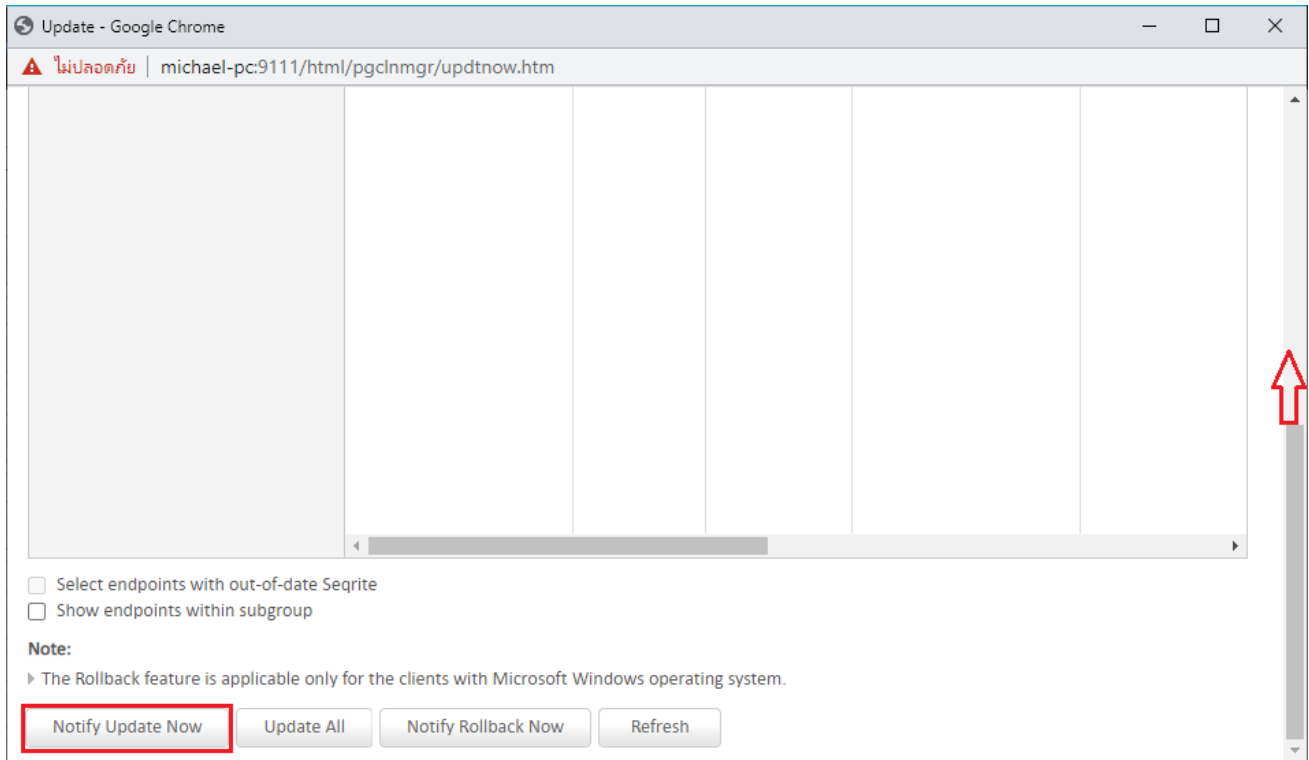 Update - Google Chrome
ไม่ปลอดภัย | michael-pc:9111/html/pgclnmgr/updtnow.htm
Select endpoints with out-of-date Seqrite
Show endpoints within subgroup
Note:
The Rollback feature is applicable only for the clients with Microsoft Windows operating system.
Notify Update Now Update All Notify Rollback Now Refresh